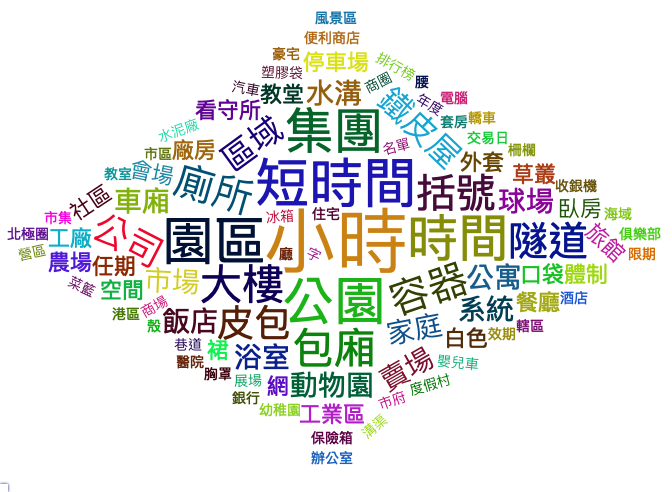 風景區
便利商店
豪宅
停車場
排行榜
塑膠袋
商圈
腰
汽車
教堂
水溝
年度
電腦
看守所
集團
鐵皮屋
套房
轎車
水泥廠
區域
交易日
市區
廠房
名單
外套
柵欄
教室
會場
廁所
短時間
括號
草叢
收銀機
社區
車廂
球場
臥房
市集
冰箱
住宅
海域
北極圈
工廠
公司
園區
小時
時間
隧道
旅館
俱樂部
營區
農場
任期
廳
字
限期
菜籃
空間
市場
大樓
公園
容器
公寓
口袋
體制
港區
商場
餐廳
酒店
殼
飯店
皮包
系統
轄區
巷道
裙
浴室
包廂
家庭
白色
效期
醫院
胸罩
展場
網
動物園
賣場
嬰兒車
度假村
銀行
幼稚園
工業區
市府
溝渠
保險箱
辦公室